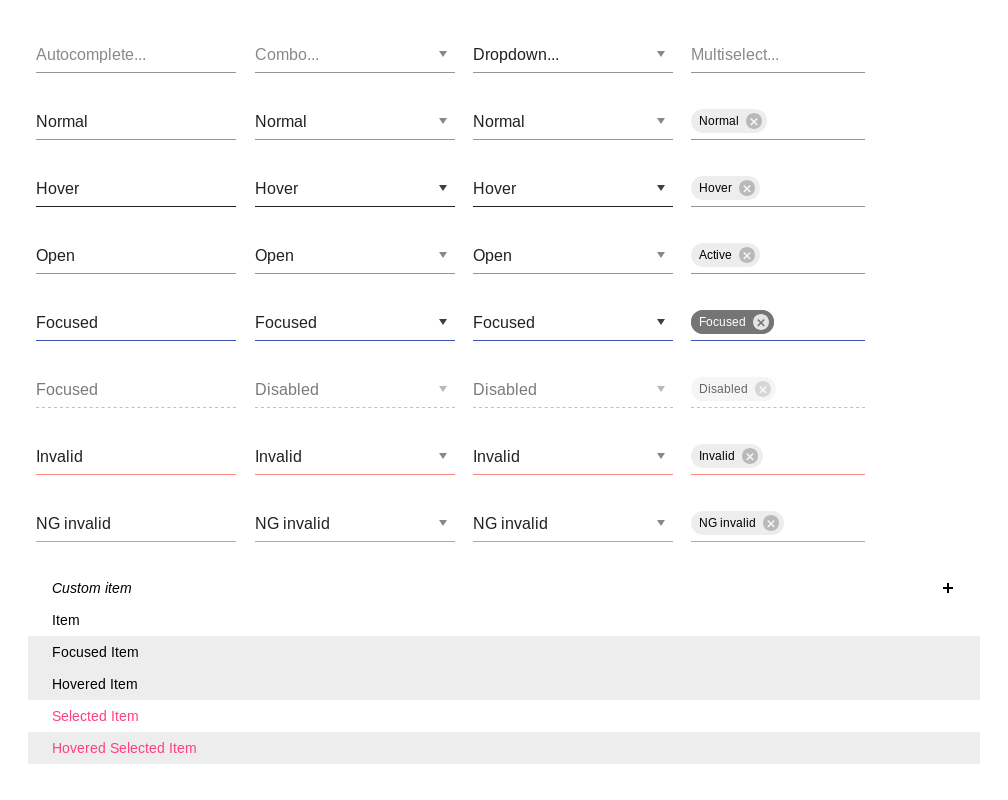 Autocomplete... Combo... Dropdown... Multiselect...
Normal Normal Normal Normal
Hover Hover Hover Hover
Open Open Open Active
Focused Focused Focused Focused
Focused Disabled Disabled Disabled
Invalid Invalid Invalid Invalid
NG invalid NG invalid NG invalid NG invalid
Custom item
Item
Focused Item
Hovered Item
Selected Item
Hovered Selected Item